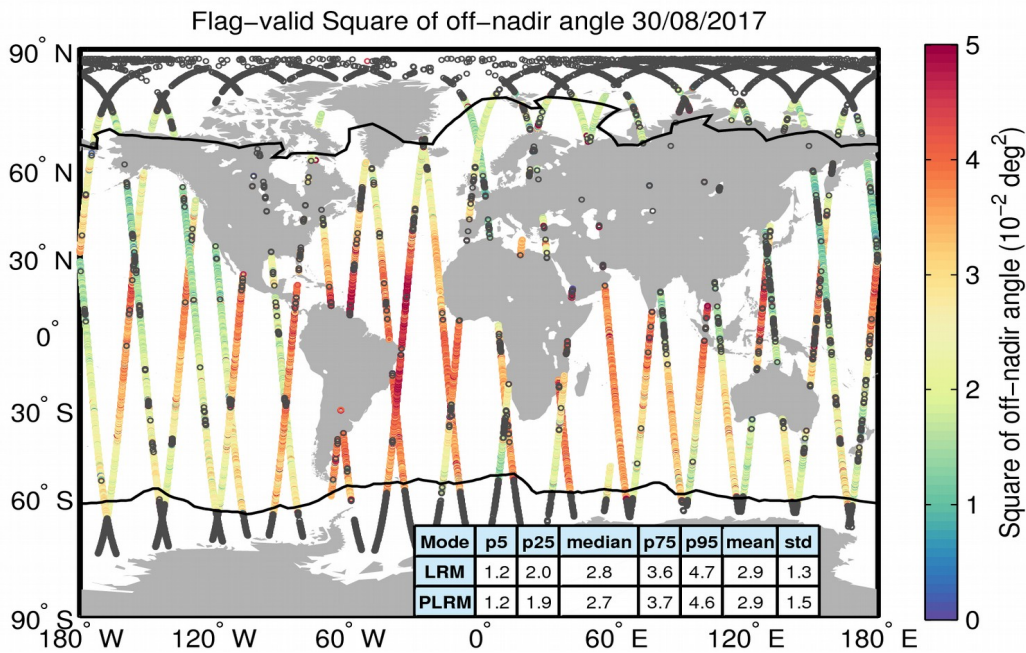 Flag−valid Square of off−nadir angle 30/08/2017
90° N
60° N
30° N
0°
30° S
60° S
90° S
180° W
120° W
60° W
0°
60° E
120° E
180° E
Mode p5 p25 median p75 p95 mean std
LRM 1.2 2.0 2.8 3.6 4.7 2.9 1.3
PLRM 1.2 1.9 2.7 3.7 4.6 2.9 1.5
5
4
3
2
1
0
Square of off−nadir angle (10⁻² deg²)